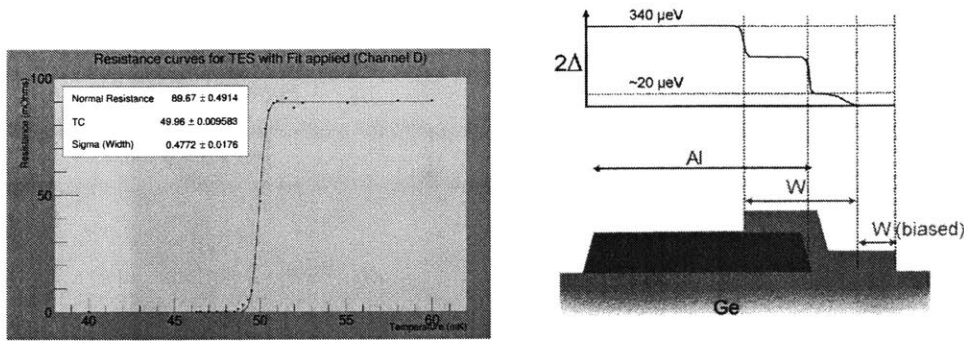 Resistance curves for TES with Fit applied (Channel D)
Resistance (mOhms)
100
50
0
Normal Resistance 89.67 ± 0.4914
TC 49.96 ± 0.009583
Sigma (Width) 0.4772 ± 0.0176
40
45
50
55
60
Temperature (mK)
340 µeV
2Δ
~20 µeV
Al
W
W (biased)
Ge